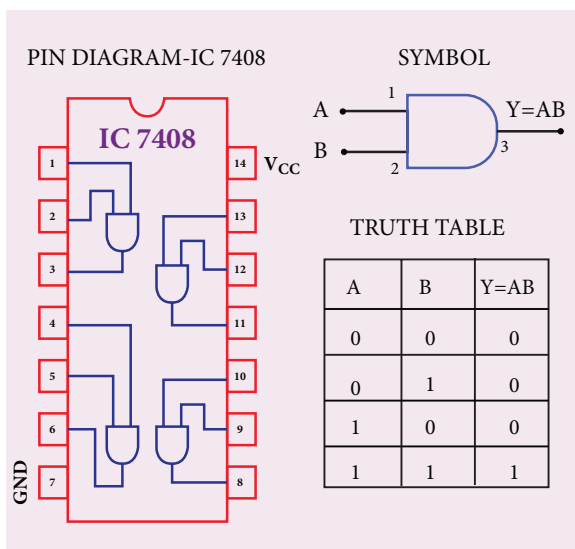 PIN DIAGRAM-IC 7408
IC 7408
1
2
3
4
5
6
7
GND
14 VCC
13
12
11
10
9
8
SYMBOL
A
1
B
2
3
Y=AB
TRUTH TABLE
A B Y=AB
0 0 0
0 1 0
1 0 0
1 1 1